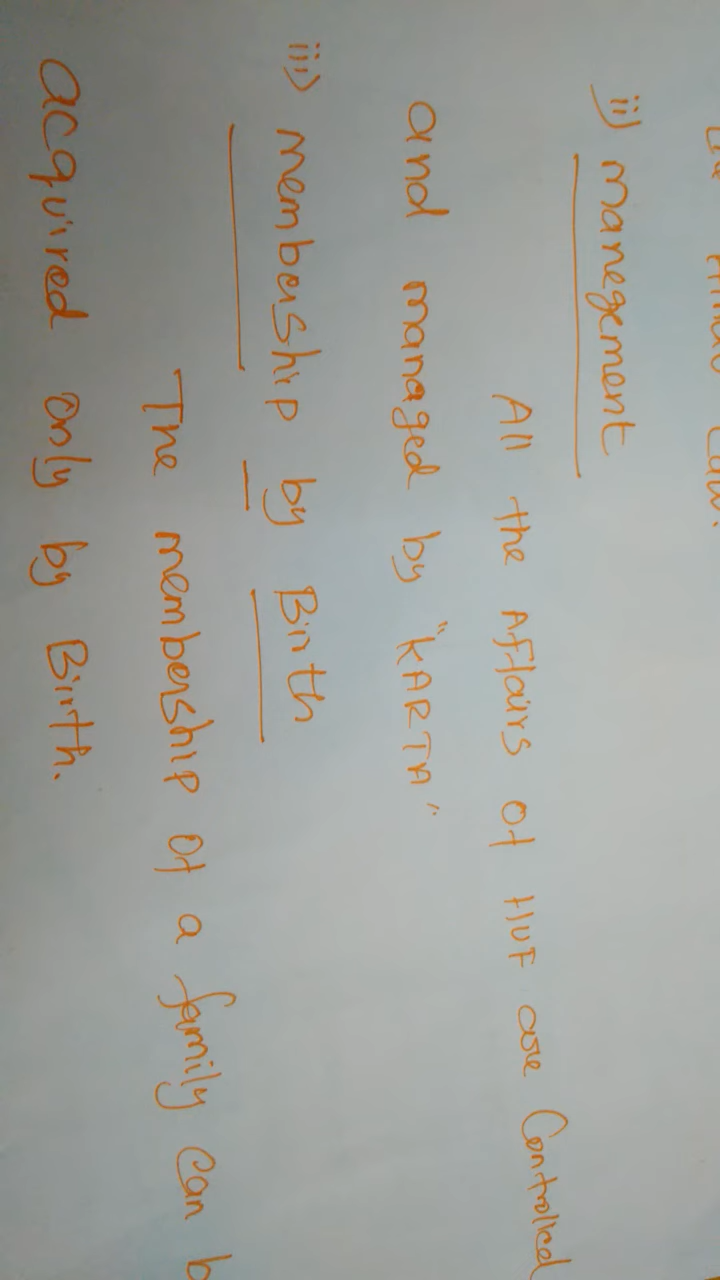 Law.
ii) manegement
All the Affairs of HUF are Controlled
and managed by "KARTA"
iii) membership by Birth
The membership of a family can b
acquired only by Birth.